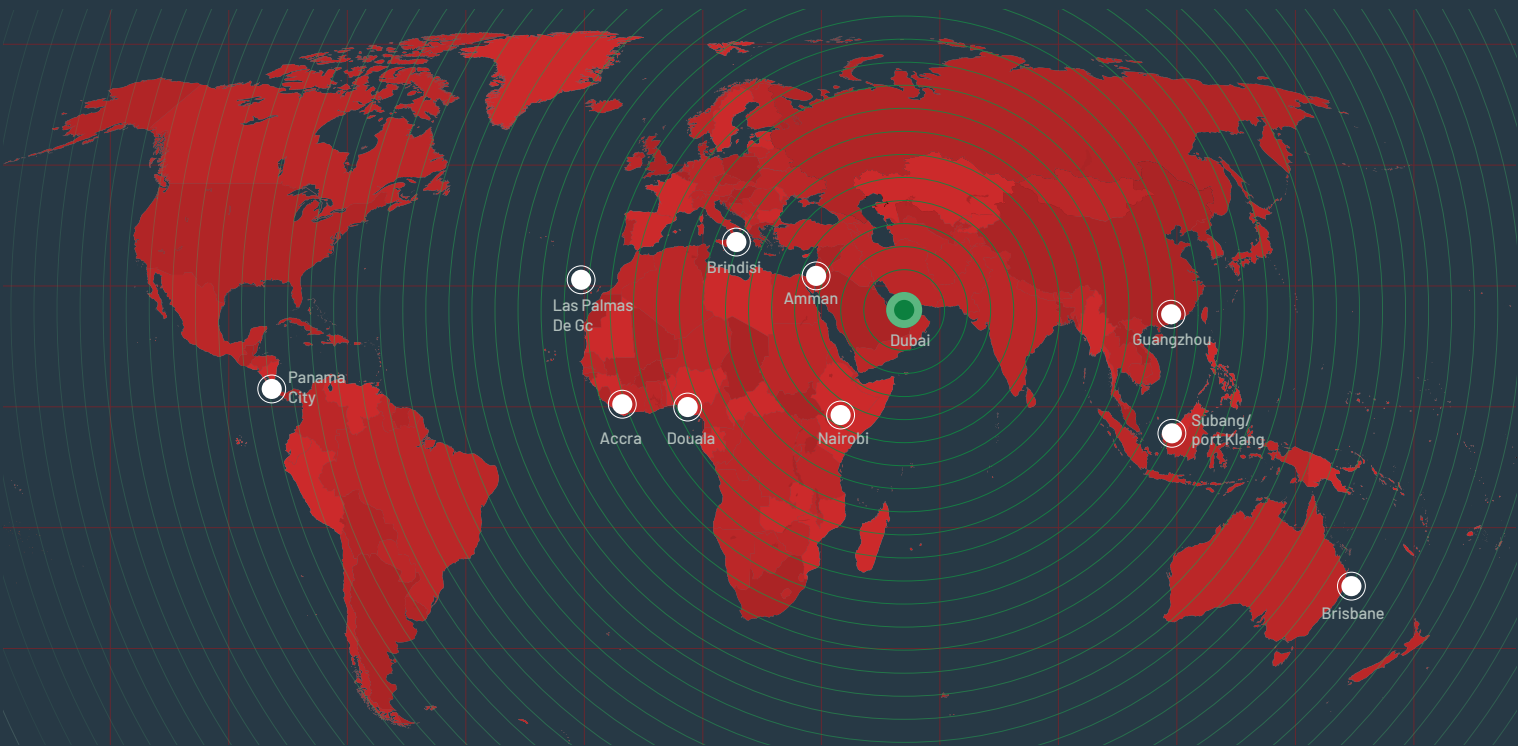 Brindisi
Las Palmas
De Gc
Amman
Dubai
Guangzhou
Panama
City
Accra
Douala
Nairobi
Subang/
port Klang
Brisbane